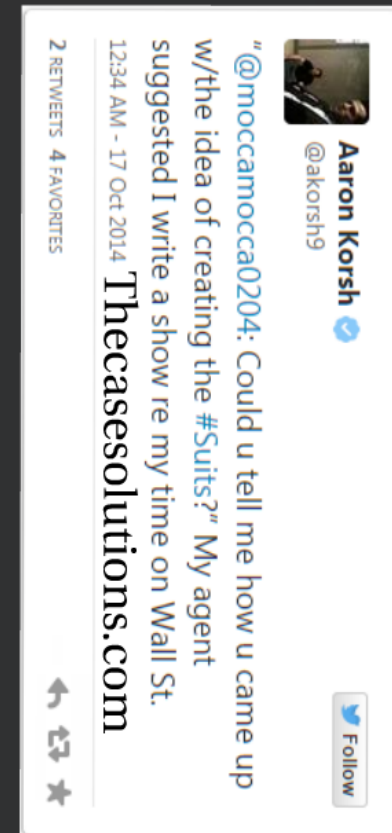 Aaron Korsh
@akorsh9
Follow
"@moccamocca0204: Could u tell me how u came up
w/the idea of creating the #Suits?" My agent
suggested I write a show re my time on Wall St.
12:34 AM - 17 Oct 2014
Thecasesolutions.com
2 RETWEETS 4 FAVORITES